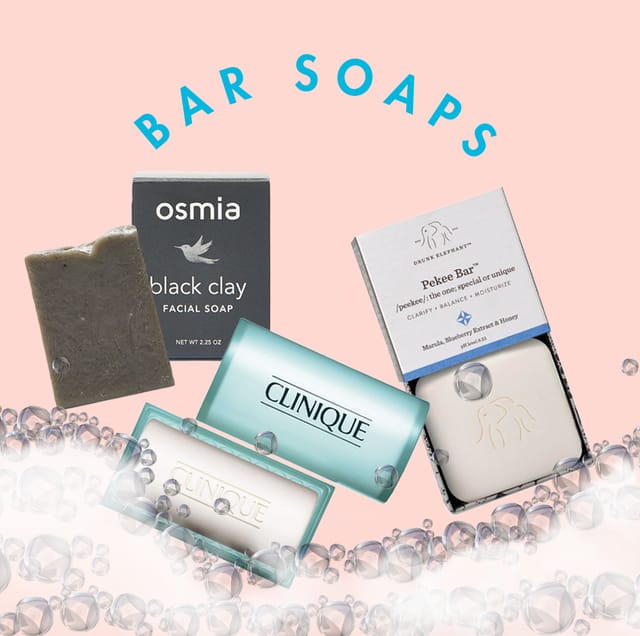 BAR SOAPS
osmia
black clay
FACIAL SOAP
NET WT 2.25 OZ
DRUNK ELEPHANT™
Pekee Bar™
/peekee/: the one; special or unique
CLARIFY + BALANCE + MOISTURIZE
Marula, Blueberry Extract & Honey
CLINIQUE
CLINIQUE